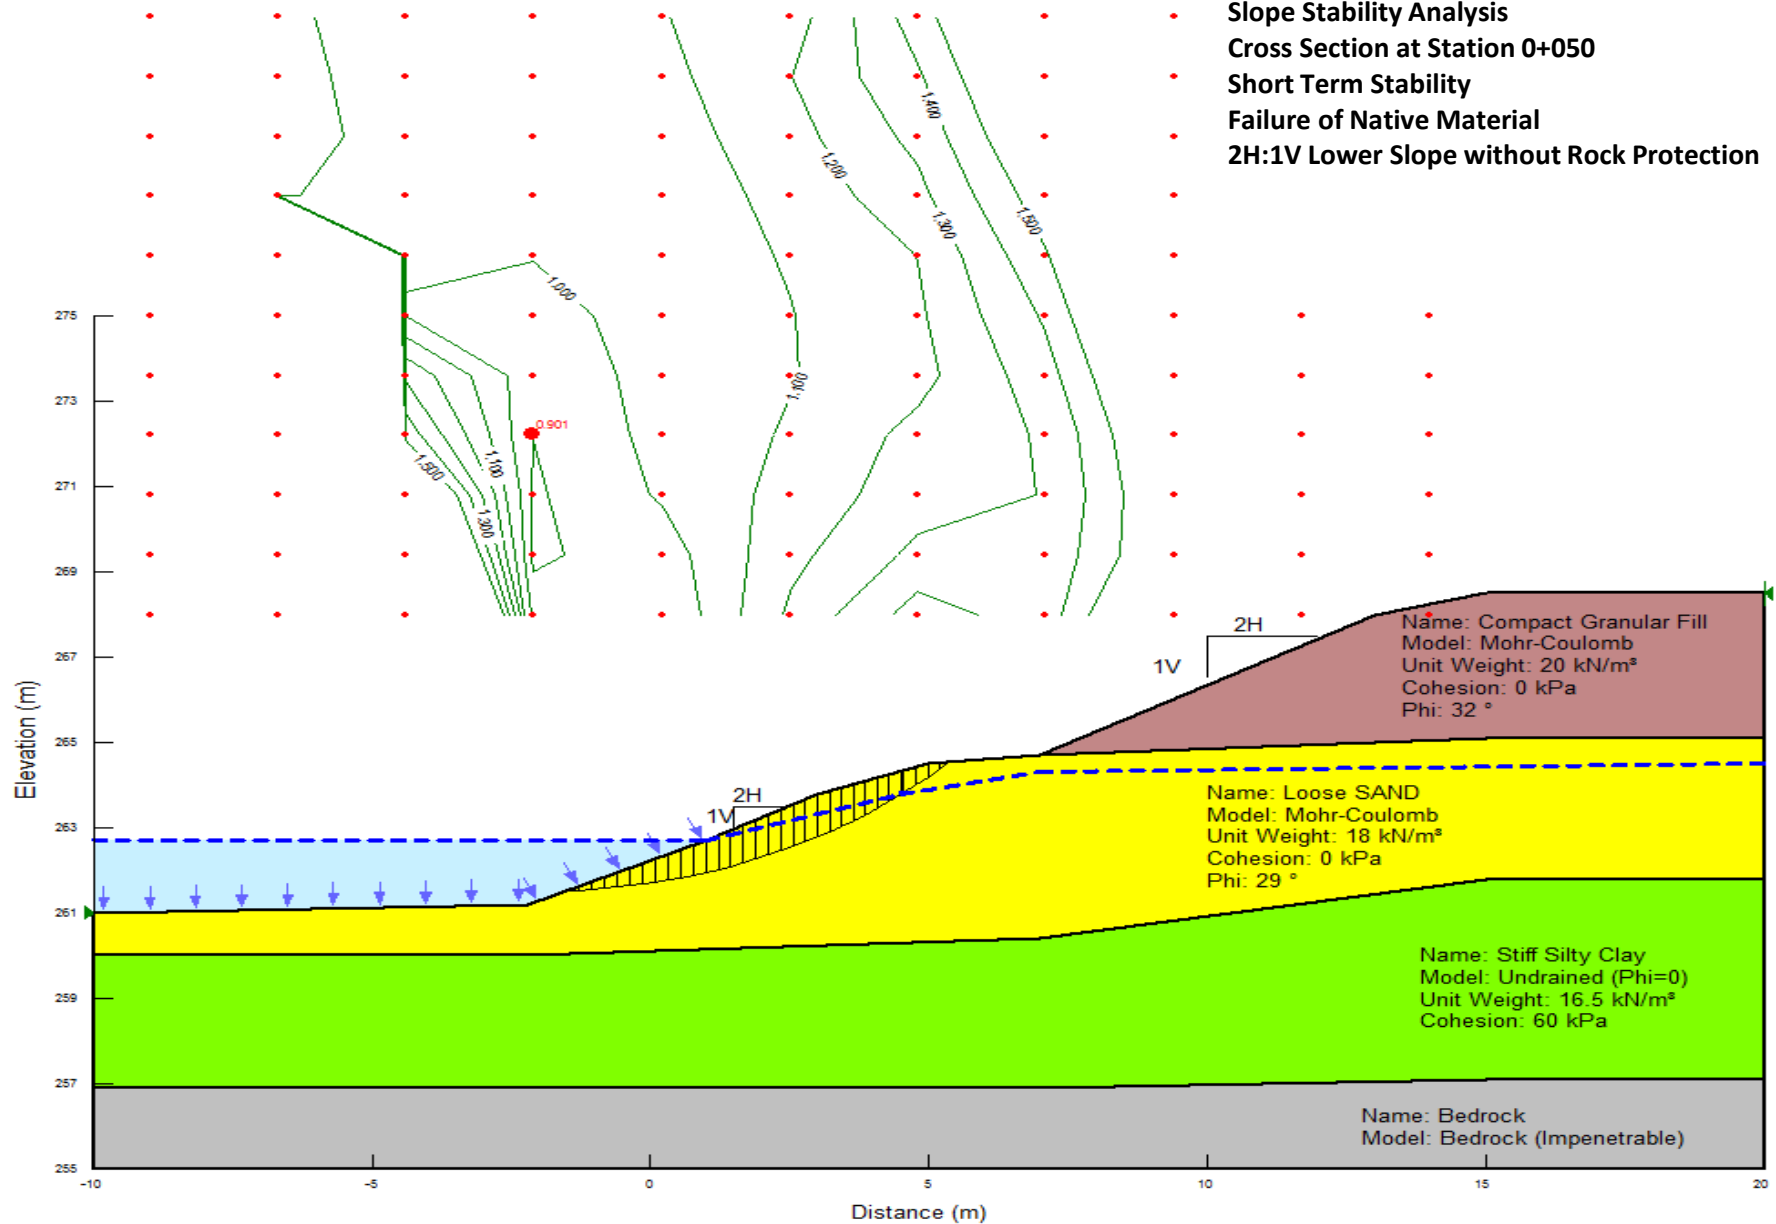 Slope Stability Analysis
Cross Section at Station 0+050
Short Term Stability
Failure of Native Material
2H:1V Lower Slope without Rock Protection
1,400
1,200
1,300
1,500
1,000
1,100
0.901
1,500
1,100
1,300
275
273
271
269
267
265
263
261
259
257
255
Elevation (m)
2H
1V
2H
1V
Name: Compact Granular Fill
Model: Mohr-Coulomb
Unit Weight: 20 kN/m³
Cohesion: 0 kPa
Phi: 32 °
Name: Loose SAND
Model: Mohr-Coulomb
Unit Weight: 18 kN/m³
Cohesion: 0 kPa
Phi: 29 °
Name: Stiff Silty Clay
Model: Undrained (Phi=0)
Unit Weight: 16.5 kN/m³
Cohesion: 60 kPa
Name: Bedrock
Model: Bedrock (Impenetrable)
-10
-5
0
5
10
15
20
Distance (m)